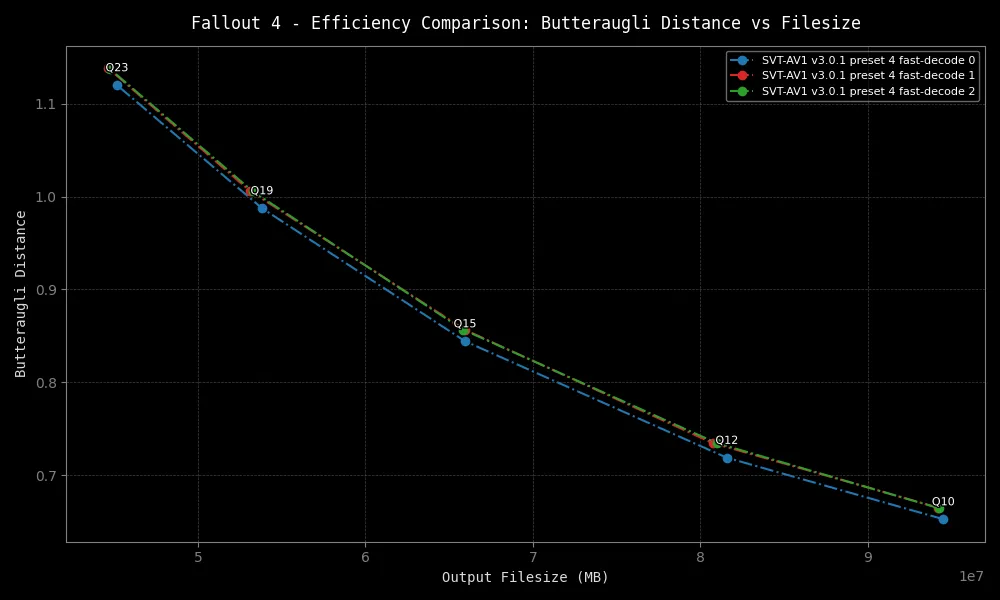 Fallout 4 - Efficiency Comparison: Butteraugli Distance vs Filesize
SVT-AV1 v3.0.1 preset 4 fast-decode 0
SVT-AV1 v3.0.1 preset 4 fast-decode 1
SVT-AV1 v3.0.1 preset 4 fast-decode 2
Butteraugli Distance
1.1
1.0
0.9
0.8
0.7
Q23
Q19
Q15
Q12
Q10
5 6 7 8 9
1e7
Output Filesize (MB)